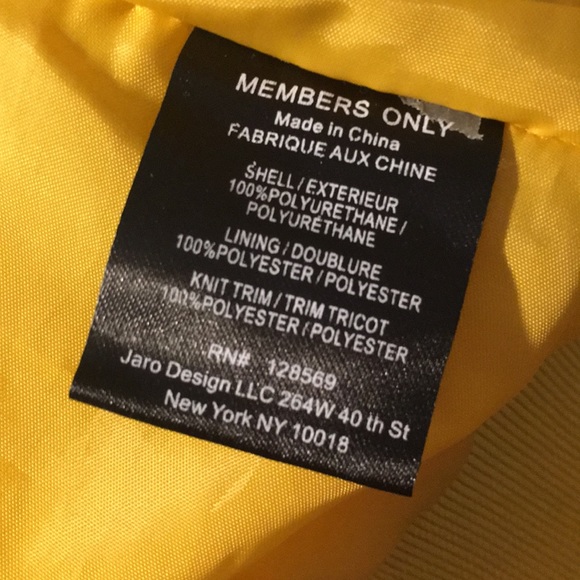 MEMBERS ONLY
Made in China
FABRIQUE AUX CHINE
SHELL / EXTERIEUR
100%POLYURETHANE /
POLYURÉTHANE
LINING / DOUBLURE
100%POLYESTER / POLYESTER
KNIT TRIM / TRIM TRICOT
100%POLYESTER / POLYESTER
RN# 128569
Jaro Design LLC 264W 40 th St
New York NY 10018